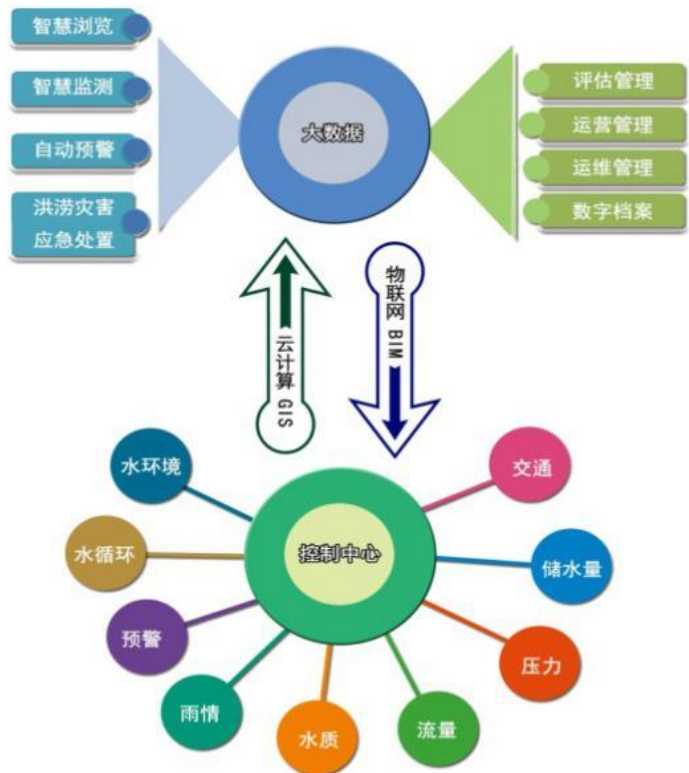 智慧浏览
智慧监测
自动预警
洪涝灾害
应急处置
大数据
评估管理
运营管理
运维管理
数字档案
云计算 GIS
物联网 BIM
水环境
水循环
预警
雨情
水质
流量
压力
储水量
交通
控制中心